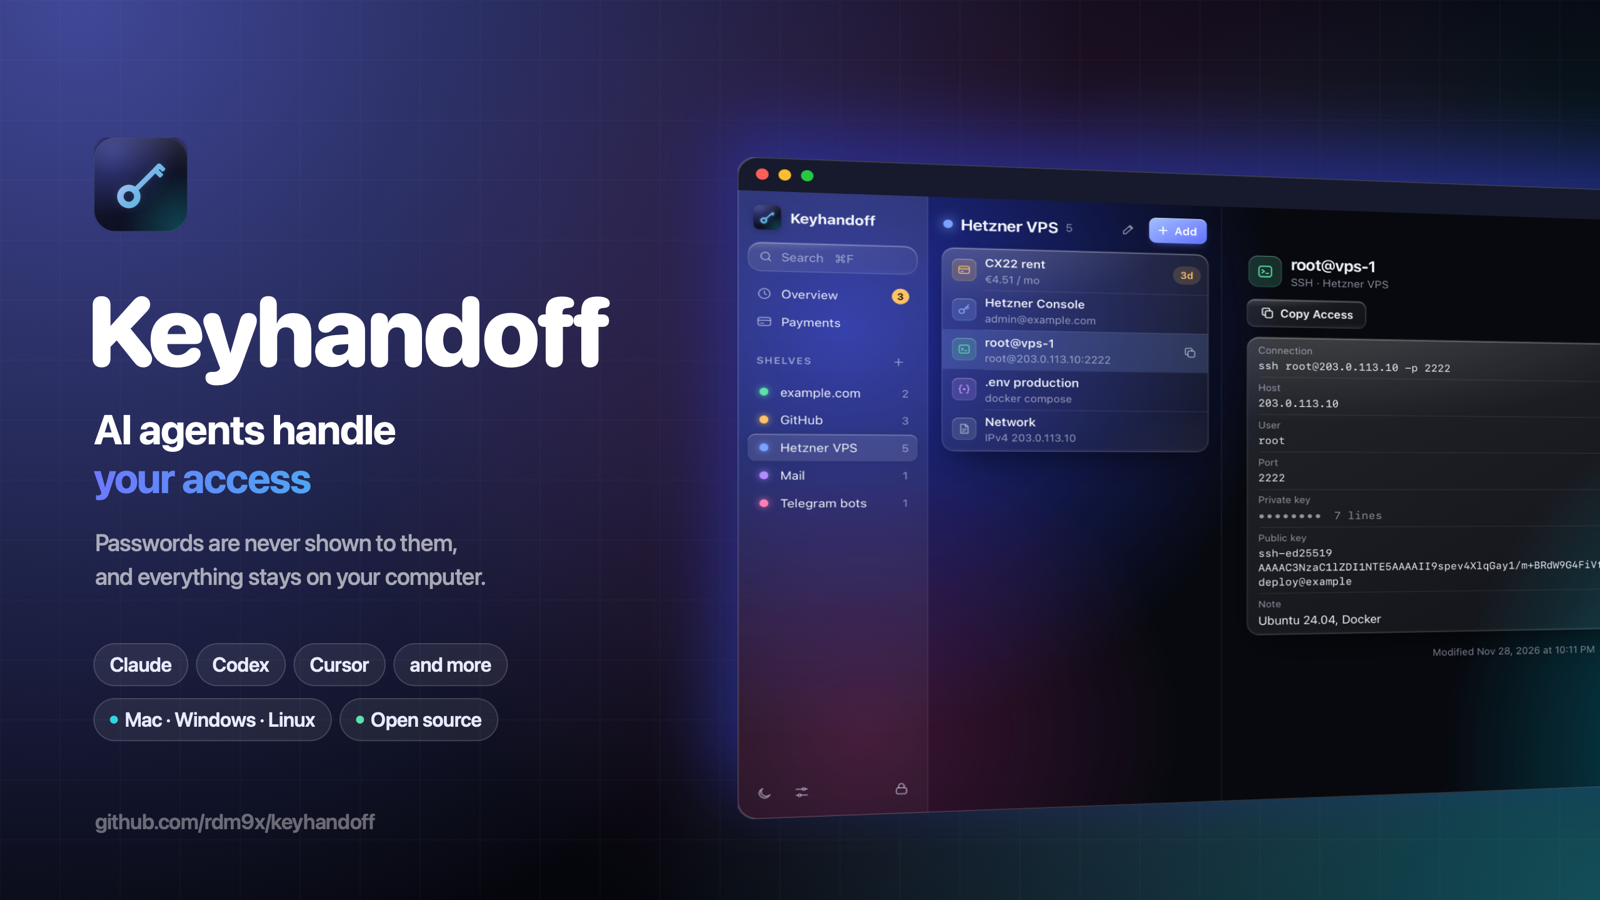 Keyhandoff
AI agents handle
your access
Passwords are never shown to them,
and everything stays on your computer.
Claude
Codex
Cursor
and more
Mac · Windows · Linux
Open source
github.com/rdm9x/keyhandoff
Keyhandoff
Search ⌘F
Overview 3
Payments
SHELVES +
example.com 2
GitHub 3
Hetzner VPS 5
Mail 1
Telegram bots 1
Hetzner VPS 5
+ Add
CX22 rent
€4.51 / mo
3d
Hetzner Console
admin@example.com
root@vps-1
root@203.0.113.10:2222
.env production
docker compose
Network
IPv4 203.0.113.10
root@vps-1
SSH · Hetzner VPS
Copy Access
Connection
ssh root@203.0.113.10 -p 2222
Host
203.0.113.10
User
root
Port
2222
Private key
•••••••• 7 lines
Public key
ssh-ed25519
AAAAC3NzaC1lZDI1NTE5AAAAII9spev4XlqGay1/m+BRdW9G4FiV
deploy@example
Note
Ubuntu 24.04, Docker
Modified Nov 28, 2026 at 10:11 PM